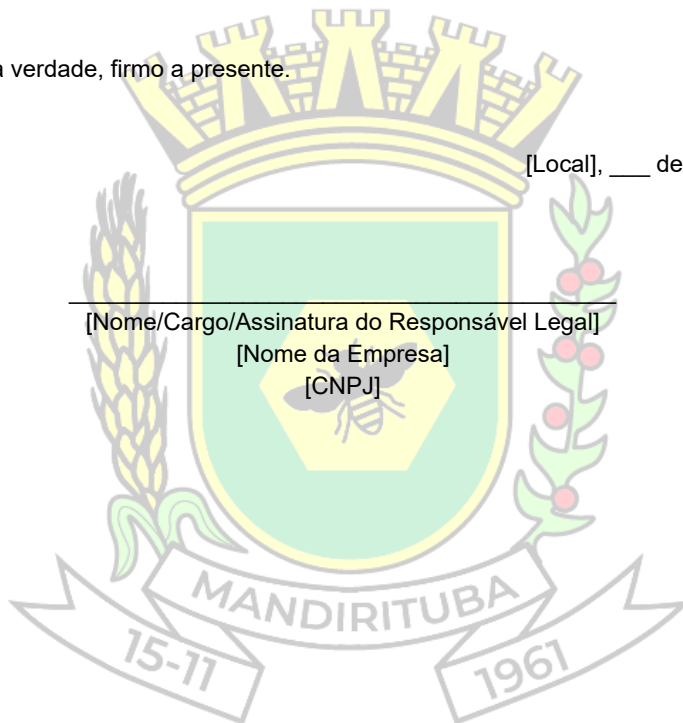 a verdade, firmo a presente.
[Local], ___ de
_________________________________________
[Nome/Cargo/Assinatura do Responsável Legal]
[Nome da Empresa]
[CNPJ]
MANDIRITUBA
15-11
1961